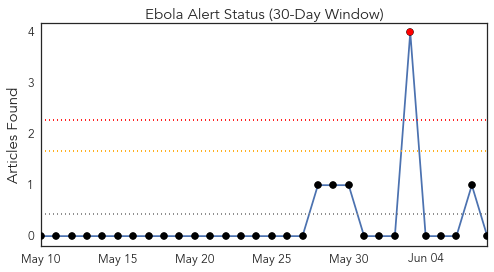 Ebola Alert Status (30-Day Window)
Articles Found
4
3
2
1
0
May 10
May 15
May 20
May 25
May 30
Jun 04